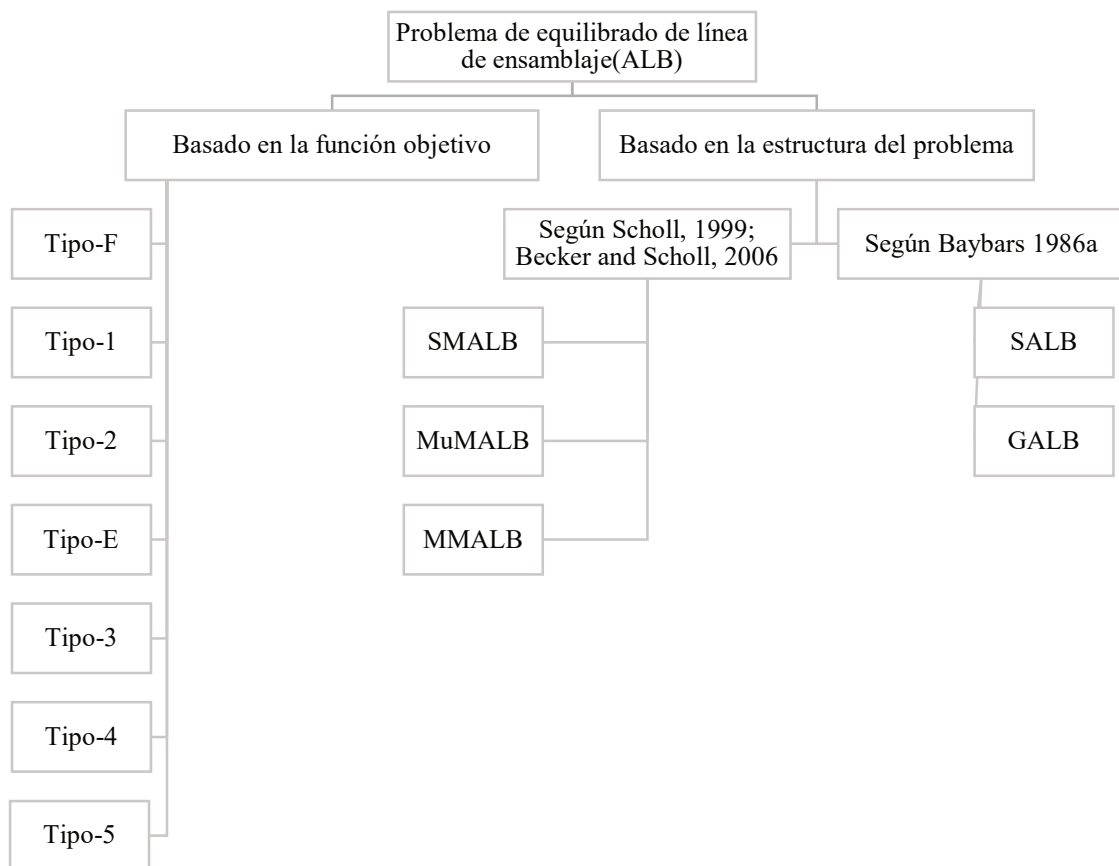 Problema de equilibrado de línea
de ensamblaje(ALB)
Basado en la función objetivo
Basado en la estructura del problema
Tipo-F
Tipo-1
Tipo-2
Tipo-E
Tipo-3
Tipo-4
Tipo-5
Según Scholl, 1999;
Becker and Scholl, 2006
SMALB
MuMALB
MMALB
Según Baybars 1986a
SALB
GALB